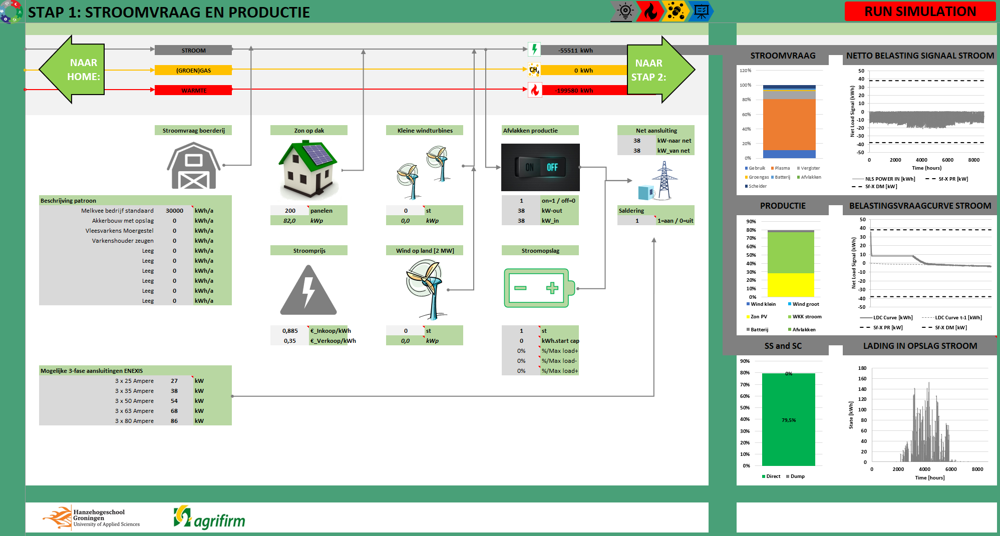 STAP 1: STROOMVRAAG EN PRODUCTIE
RUN SIMULATION
NAAR
HOME:
STROOM
(GROEN)GAS
WARMTE
-55511 kWh
CH4
0 kWh
-199580 kWh
NAAR
STAP 2:
Stroomvraag boerderij
Zon op dak
Kleine windturbines
Afvlakken productie
Net aansluiting
38 kW-naar net
38 kW_van net
ON OFF
Beschrijving patroon
Melkvee bedrijf standaard 30000 kWh/a
Akkerbouw met opslag 0 kWh/a
Vleesvarkens Moergestel 0 kWh/a
Varkenshouder zeugen 0 kWh/a
Leeg 0 kWh/a
Leeg 0 kWh/a
Leeg 0 kWh/a
Leeg 0 kWh/a
Leeg 0 kWh/a
Leeg 0 kWh/a
200 panelen
82,0 kWp
0 st
0,0 kWp
1 on=1 / off=0
38 kW-out
38 kW_in
Saldering
1 1=aan / 0=uit
Stroomprijs
Wind op land [2 MW]
Stroomopslag
0,885 €_Inkoop/kWh
0,35 €_Verkoop/kWh
0 st
0,0 kWp
1 st
0 kWh.start cap
0% %/Max load+
0% %/Max load-
0% %/Max load+
Mogelijke 3-fase aansluitingen ENEXIS
3 x 25 Ampere 27 kW
3 x 35 Ampere 38 kW
3 x 50 Ampere 54 kW
3 x 63 Ampere 68 kW
3 x 80 Ampere 86 kW
STROOMVRAAG
120%
100%
80%
60%
40%
20%
0%
Gebruik Plasma Vergister
Groengas Batterij Afvlakken
Scheider
NETTO BELASTING SIGNAAL STROOM
Net Load Signal (kWh)
50
40
30
20
10
0
-10
-20
-30
-40
-50
0 2000 4000 6000 8000
Time (hours)
NLS POWER IN [kWh] Sf-X PR [kW]
Sf-X DM [kW]
PRODUCTIE
90%
80%
70%
60%
50%
40%
30%
20%
10%
0%
Wind klein Wind groot
Zon PV WKK stroom
Batterij Afvlakken
BELASTINGSVRAAGCURVE STROOM
Net Load Signal (kWh)
50
40
30
20
10
0
-10
-20
-30
-40
-50
LDC Curve [kWh] LDC Curve t-1 [kWh]
Sf-X PR [kW] Sf-X DM [kW]
SS and SC
90%
80%
70%
60%
50%
40%
30%
20%
10%
0%
0%
79,5%
Direct Dump
LADING IN OPSLAG STROOM
State [kWh]
180
160
140
120
100
80
60
40
20
0
0 2000 4000 6000 8000
Time [hours]
Hanzehogeschool
Groningen
University of Applied Sciences
agrifirm